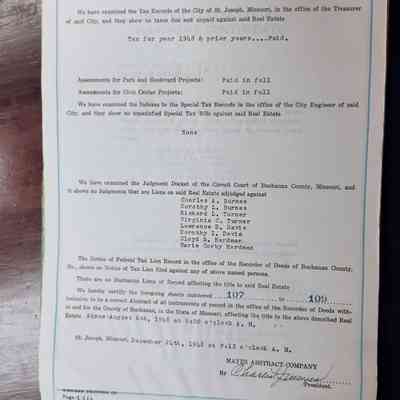 We have examined the Tax Records of the City of St. Joseph, Missouri, in the office of the Treasurer
of said City, and they show no taxes due and unpaid against said Real Estate
Tax for year 1948 & prior years....Paid.
Assessments for Park and Boulevard Projects: Paid in full
Assessments for Civic Center Projects: Paid in full
We have examined the Indexes to the Special Tax Records in the office of the City Engineer of said
City, and they show no unsatisfied Special Tax Bills against said Real Estate.
None
We have examined the Judgment Docket of the Circuit Court of Buchanan County, Missouri, and
it shows no Judgments that are Liens on said Real Estate adjudged against
Charles A. Burnes
Dorothy L. Burnes
Richard L. Turner
Virginia C. Turner
Lawrence R. Davis
Dorothy I. Davis
Cloyd G. Hardman
Marie Corby Hardman
The Notice of Federal Tax Lien Record in the office of the Recorder of Deeds of Buchanan County,
Mo., shows no Notice of Tax Lien filed against any of above named persons.
There are no Mechanics Liens of Record affecting the title to said Real Estate
We hereby certify the foregoing sheets numbered 107 to 109
inclusive to be a correct Abstract of all instruments of record in the office of the Recorder of Deeds with-
in and for the County of Buchanan, in the State of Missouri, affecting the title to the above described Real
Estate. Since August 6th, 1948 at 8:00 o'clock A. M.
St. Joseph, Missouri, December 24th, 1948 at 9:15 o'clock A. M.
MAYER ABSTRACT COMPANY
By
President.